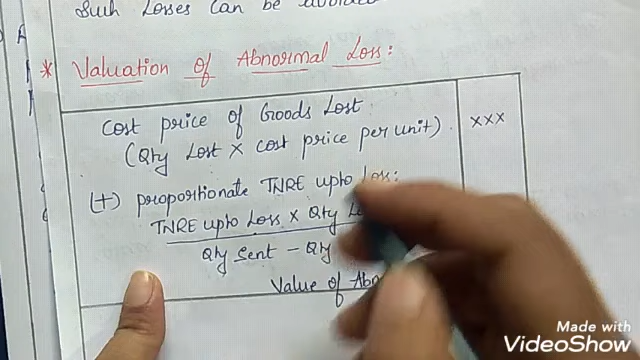 Such Losses can be
* Valuation of Abnormal Loss:
Cost price of Goods Lost
(Qty Lost × cost price per unit). xxx
(+) proportionate TNRE upto Loss:
TNRE upto Loss × Qty
Qty Sent - Qty
Value of
Made with
VideoShow